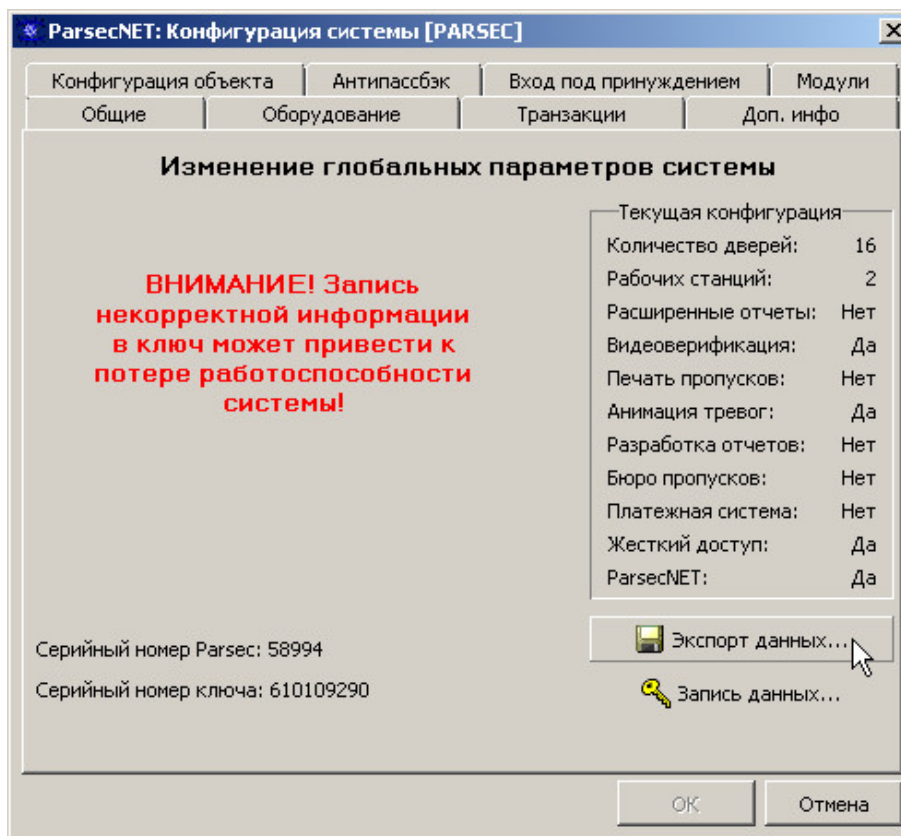 ParsecNET: Конфигурация системы [PARSEC]
Конфигурация объекта Антипассбэк Вход под принуждением Модули
Общие Оборудование Транзакции Доп. инфо
Изменение глобальных параметров системы
ВНИМАНИЕ! Запись
некорректной информации
в ключ может привести к
потере работоспособности
системы!
Текущая конфигурация
Количество дверей: 16
Рабочих станций: 2
Расширенные отчеты: Нет
Видеоверификация: Да
Печать пропусков: Нет
Анимация тревог: Да
Разработка отчетов: Нет
Бюро пропусков: Нет
Платежная система: Нет
Жесткий доступ: Да
ParsecNET: Да
Серийный номер Parsec: 58994
Серийный номер ключа: 610109290
Экспорт данных...
Запись данных...
OK Отмена